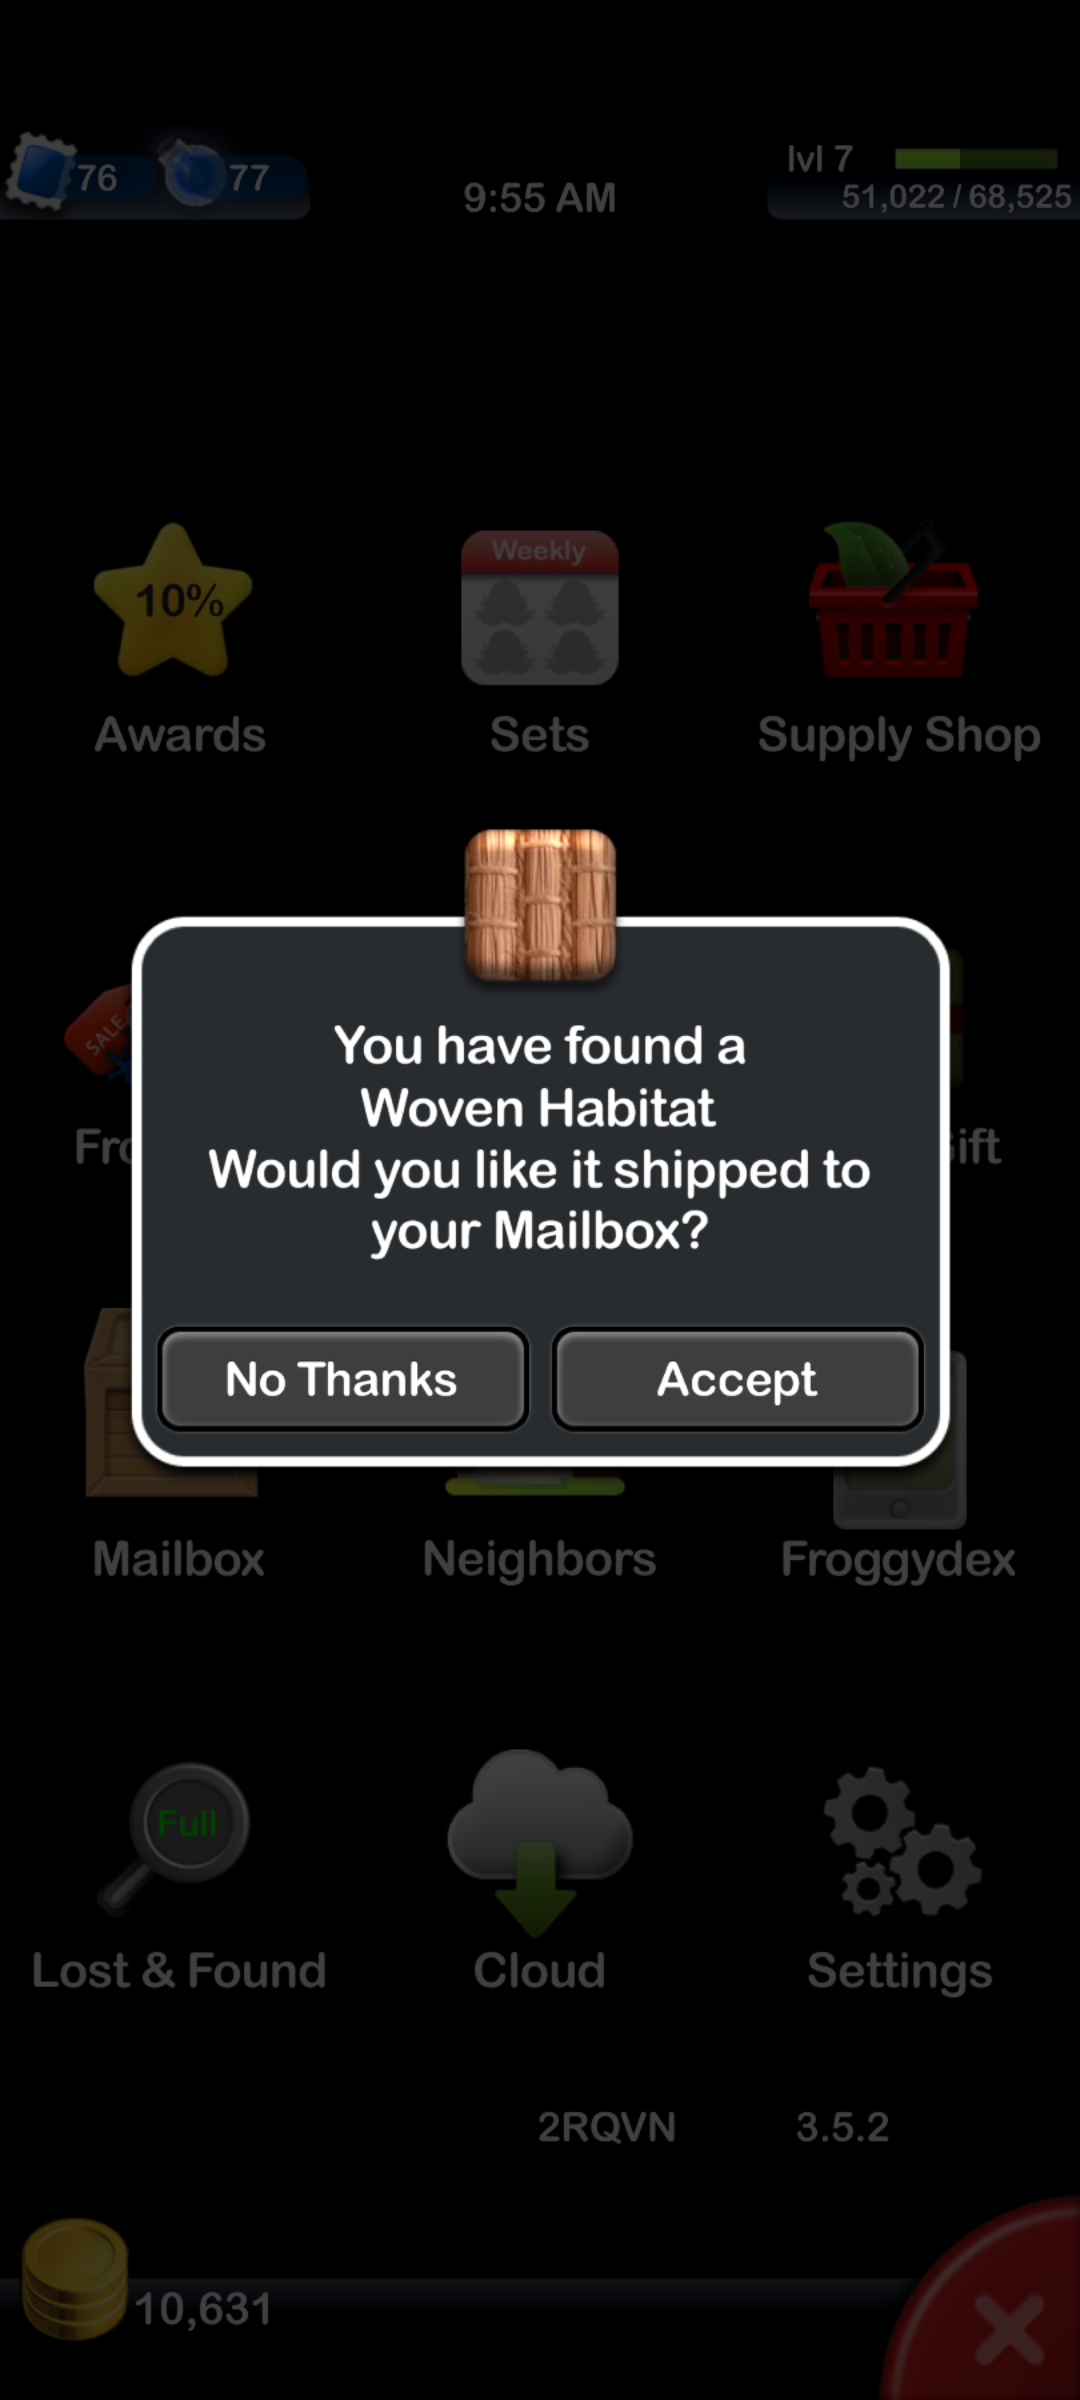 76
77
9:55 AM
lvl 7
51,022 / 68,525
10%
Weekly
Awards
Sets
Supply Shop
SALE
You have found a
Woven Habitat
Would you like it shipped to
your Mailbox?
No Thanks
Accept
Mailbox
Neighbors
Froggydex
Full
Lost & Found
Cloud
Settings
2RQVN
3.5.2
10,631